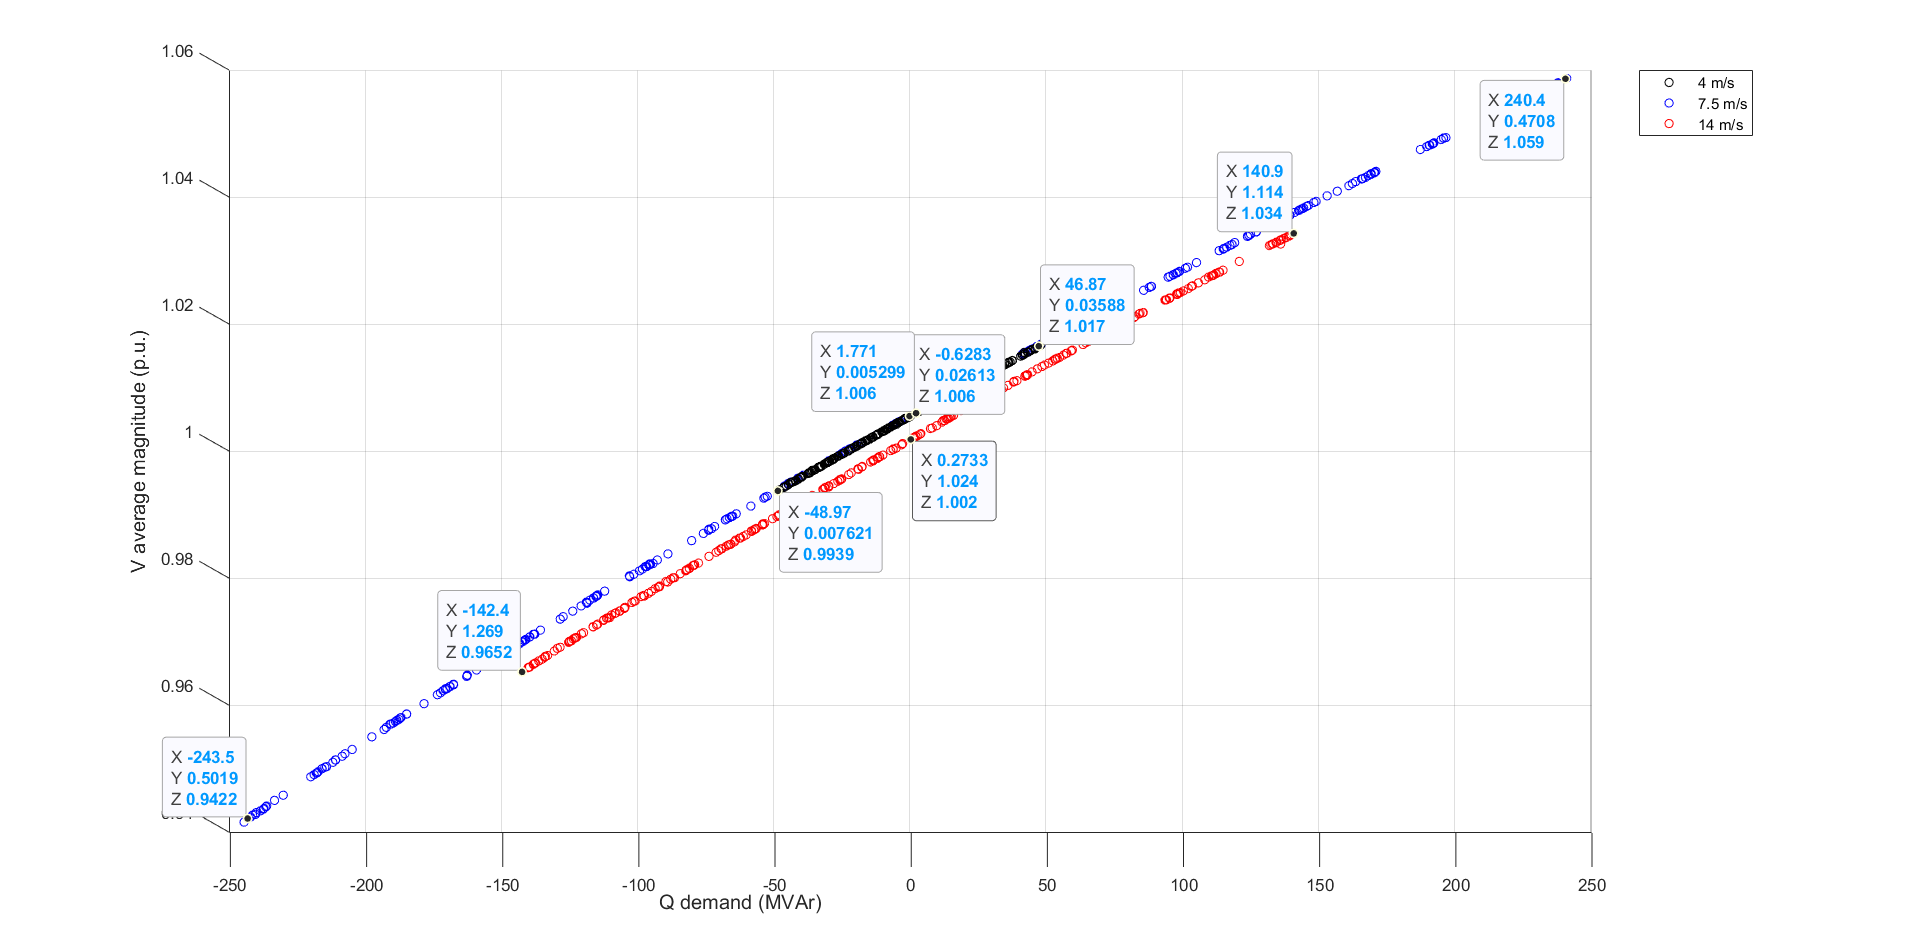 1.06
1.04
1.02
1
0.98
0.96
V average magnitude (p.u.)
-250
-200
-150
-100
-50
0
50
100
150
200
250
Q demand (MVAr)
4 m/s
7.5 m/s
14 m/s
X 240.4
Y 0.4708
Z 1.059
X 140.9
Y 1.114
Z 1.034
X 46.87
Y 0.03588
Z 1.017
X 1.771
Y 0.005299
Z 1.006
X -0.6283
Y 0.02613
Z 1.006
X 0.2733
Y 1.024
Z 1.002
X -48.97
Y 0.007621
Z 0.9939
X -142.4
Y 1.269
Z 0.9652
X -243.5
Y 0.5019
Z 0.9422